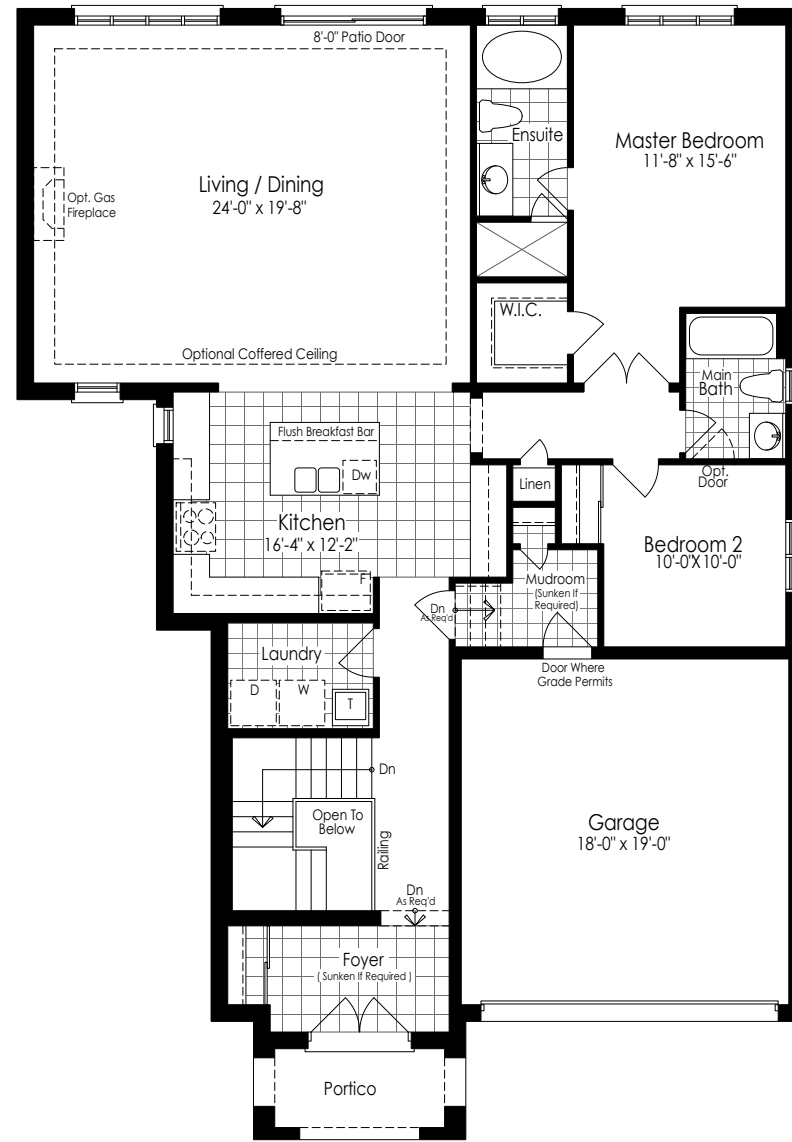 8'-0" Patio Door
Ensuite
Master Bedroom
11'-8" x 15'-6"
Living / Dining
24'-0" x 19'-8"
Opt. Gas
Fireplace
W.I.C.
Optional Coffered Ceiling
Main
Bath
Flush Breakfast Bar
Dw
Linen
Opt.
Door
Kitchen
16'-4" x 12'-2"
Bedroom 2
10'-0"X 10'-0"
F
Mudroom
(Sunken If
Required)
Dn
As Req'd
Laundry
D
W
T
Door Where
Grade Permits
Dn
Open To
Below
Railing
Garage
18'-0" x 19'-0"
Dn
As Req'd
Foyer
( Sunken If Required )
Portico